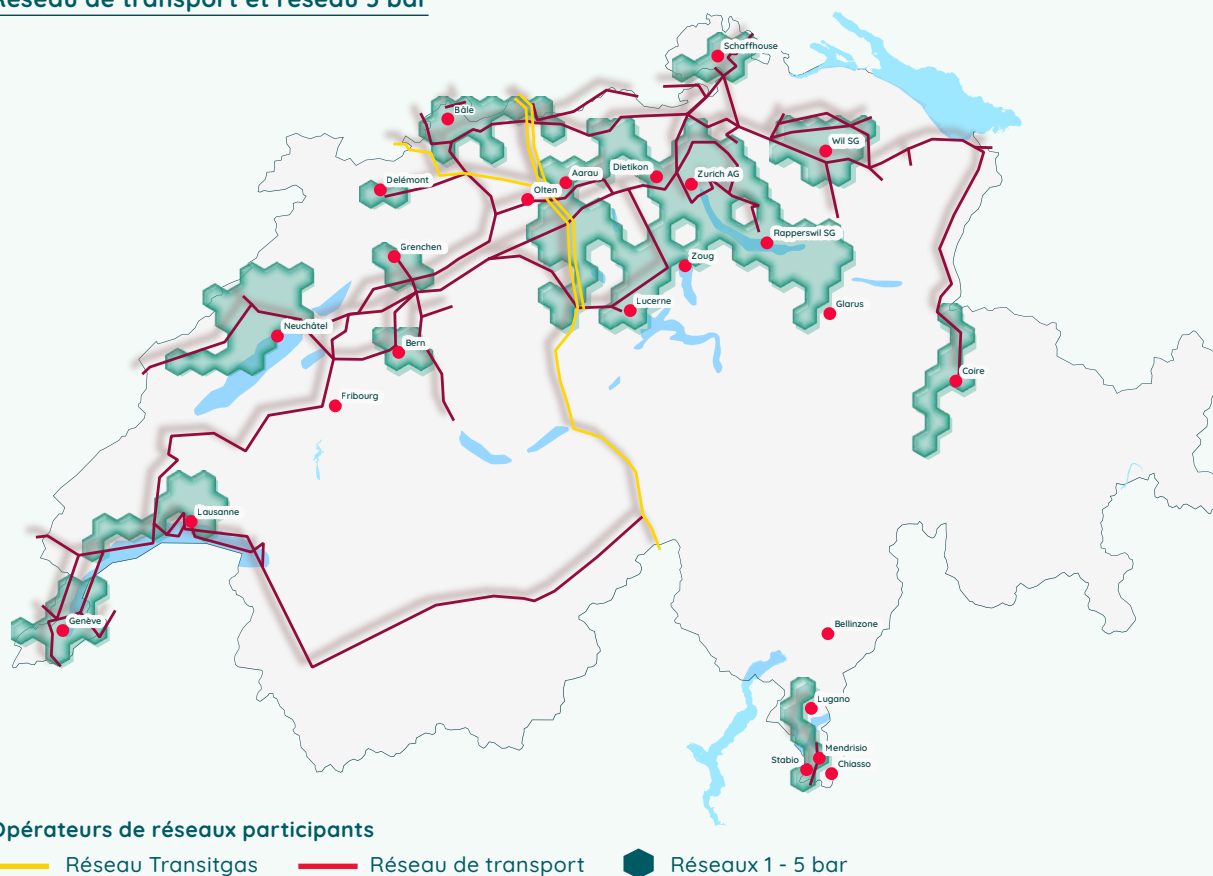 Réseau de transport et réseau 5 bar
Schaffhouse
Bâle
Wil SG
Dietikon
Aarau
Zurich AG
Delémont
Olten
Rapperswil SG
Grenchen
Zoug
Lucerne
Glarus
Neuchâtel
Bern
Coire
Fribourg
Lausanne
Genève
Bellinzone
Lugano
Mendrisio
Stabio
Chiasso
Opérateurs de réseaux participants
Réseau Transitgas
Réseau de transport
Réseaux 1 - 5 bar